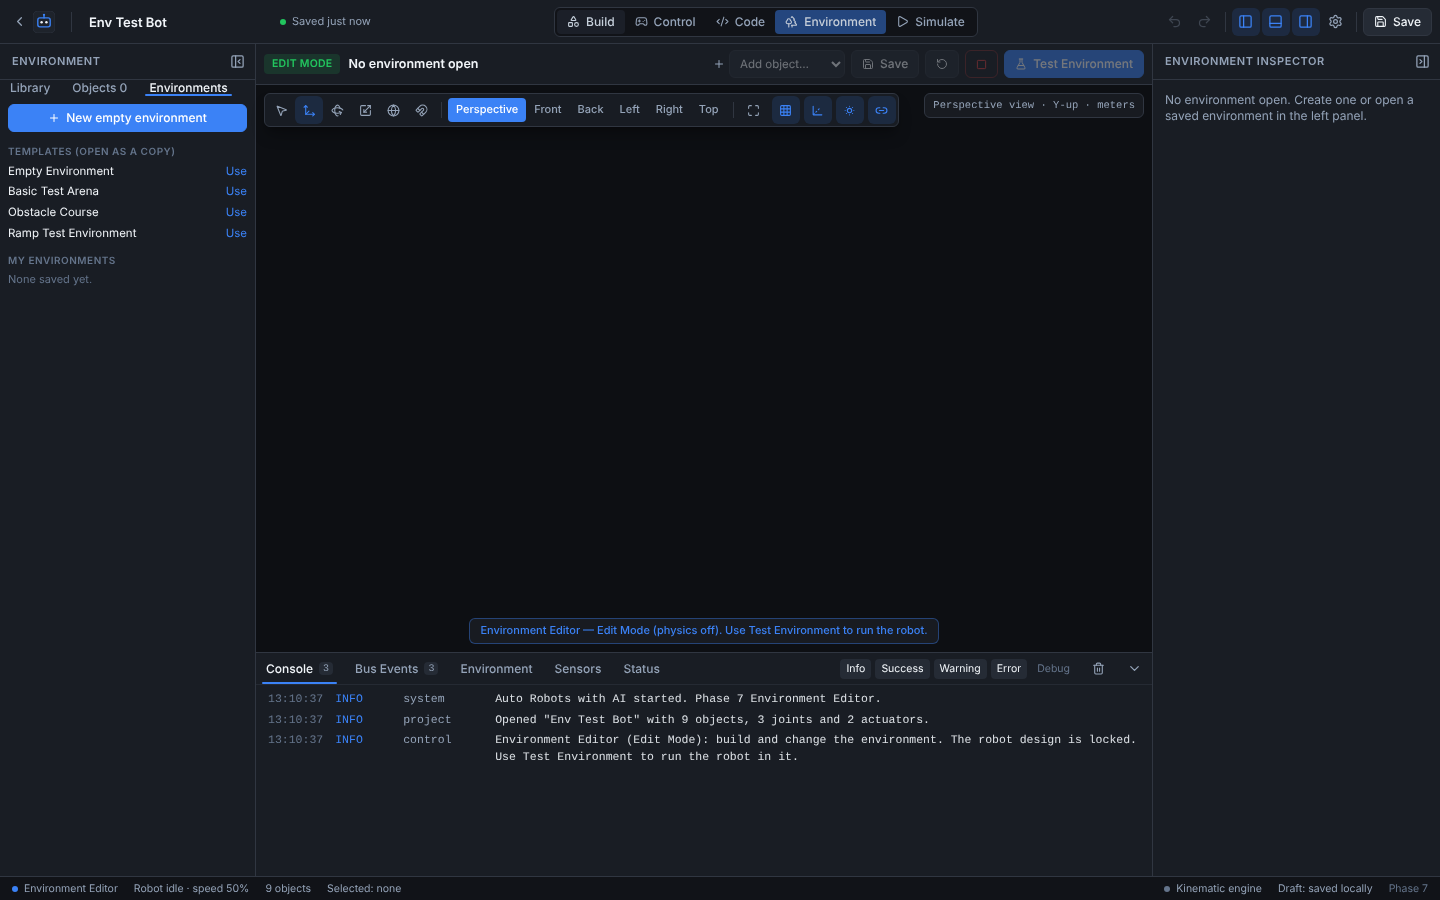 Env Test Bot
Saved just now
Build
Control
Code
Environment
Simulate
Save
ENVIRONMENT
Library
Objects 0
Environments
+ New empty environment
TEMPLATES (OPEN AS A COPY)
Empty Environment Use
Basic Test Arena Use
Obstacle Course Use
Ramp Test Environment Use
MY ENVIRONMENTS
None saved yet.
EDIT MODE
No environment open
+ Add object...
Save
Test Environment
Perspective
Front
Back
Left
Right
Top
Perspective view · Y-up · meters
Environment Editor — Edit Mode (physics off). Use Test Environment to run the robot.
ENVIRONMENT INSPECTOR
No environment open. Create one or open a
saved environment in the left panel.
Console 3
Bus Events 3
Environment
Sensors
Status
Info
Success
Warning
Error
Debug
13:10:37 INFO system Auto Robots with AI started. Phase 7 Environment Editor.
13:10:37 INFO project Opened "Env Test Bot" with 9 objects, 3 joints and 2 actuators.
13:10:37 INFO control Environment Editor (Edit Mode): build and change the environment. The robot design is locked.
Use Test Environment to run the robot in it.
Environment Editor
Robot idle · speed 50%
9 objects
Selected: none
Kinematic engine
Draft: saved locally
Phase 7